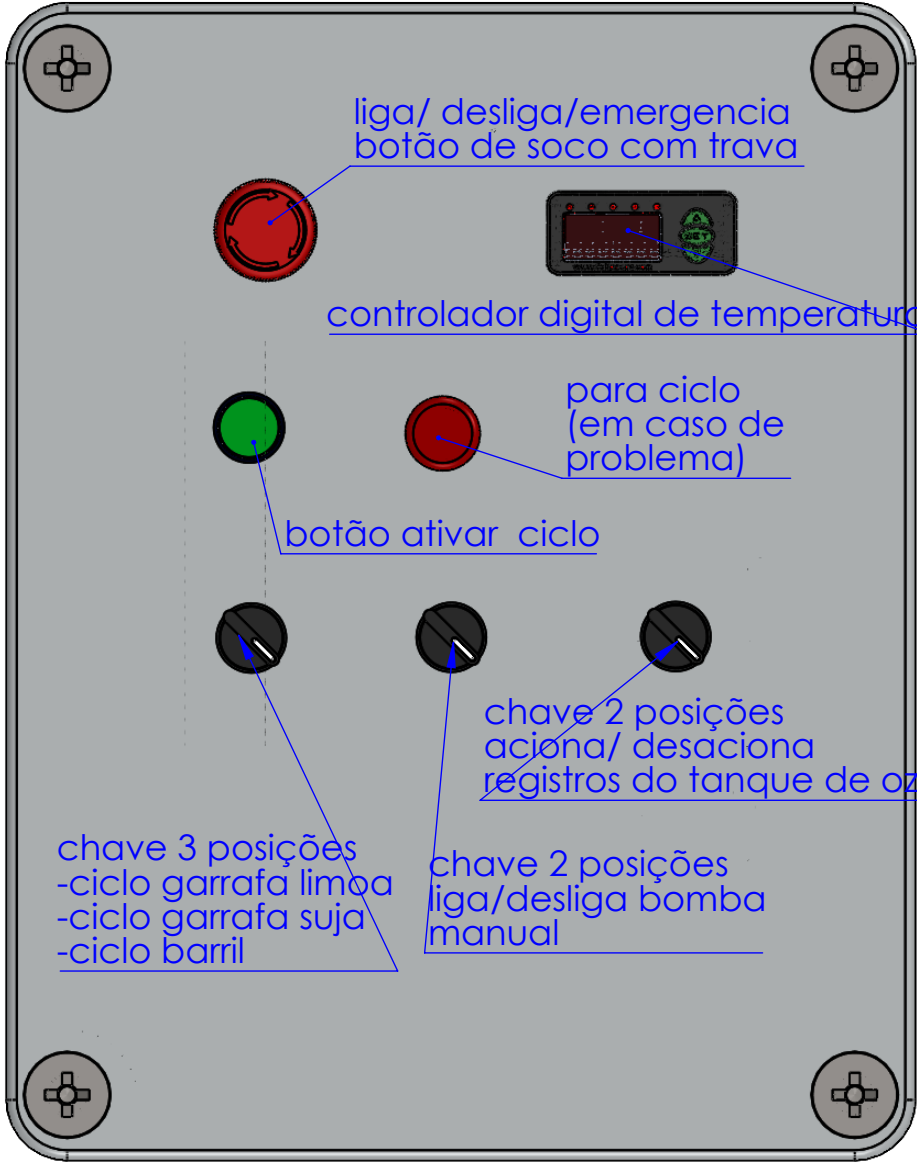 liga/ desliga/emergencia
botão de soco com trava
SET
controlador digital de temperatura
para ciclo
(em caso de
problema)
botão ativar ciclo
chave 2 posições
aciona/ desaciona
registros do tanque de oz
chave 3 posições
-ciclo garrafa limoa
-ciclo garrafa suja
-ciclo barril
chave 2 posições
liga/desliga bomba
manual